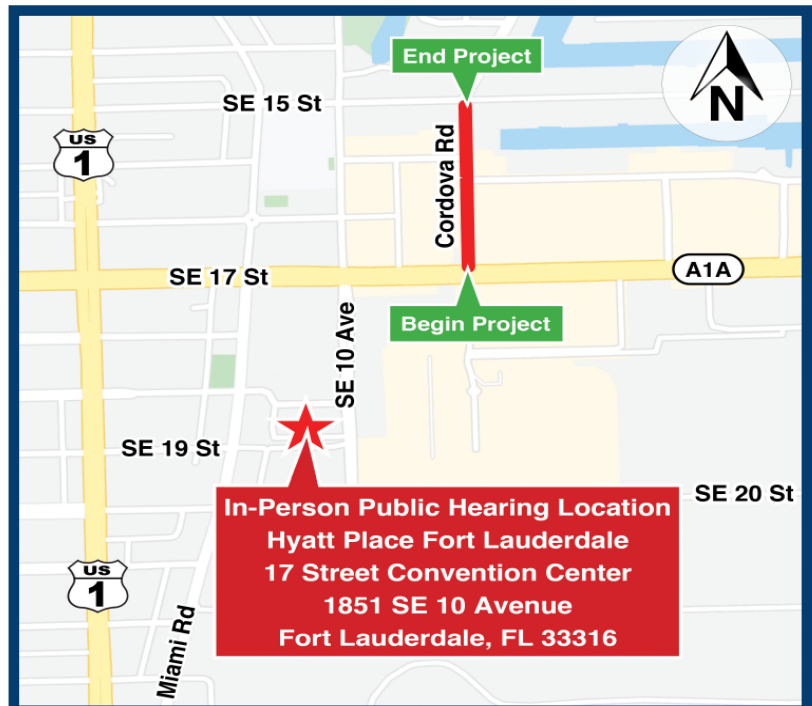 End Project
N
SE 15 St
US
1
Cordova Rd
SE 17 St
A1A
Begin Project
SE 10 Ave
SE 19 St
SE 20 St
In-Person Public Hearing Location
Hyatt Place Fort Lauderdale
17 Street Convention Center
1851 SE 10 Avenue
Fort Lauderdale, FL 33316
US
1
Miami Rd